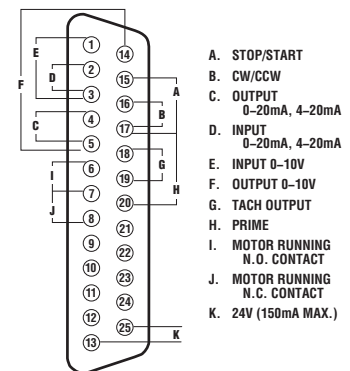 1
2
3
4
5
6
7
8
9
10
11
12
13
14
15
16
17
18
19
20
21
22
23
24
25
E
D
F
C
I
J
A
B
G
H
K
A. STOP/START
B. CW/CCW
C. OUTPUT
0–20mA, 4–20mA
D. INPUT
0–20mA, 4–20mA
E. INPUT 0–10V
F. OUTPUT 0–10V
G. TACH OUTPUT
H. PRIME
I. MOTOR RUNNING
N.O. CONTACT
J. MOTOR RUNNING
N.C. CONTACT
K. 24V (150mA MAX.)